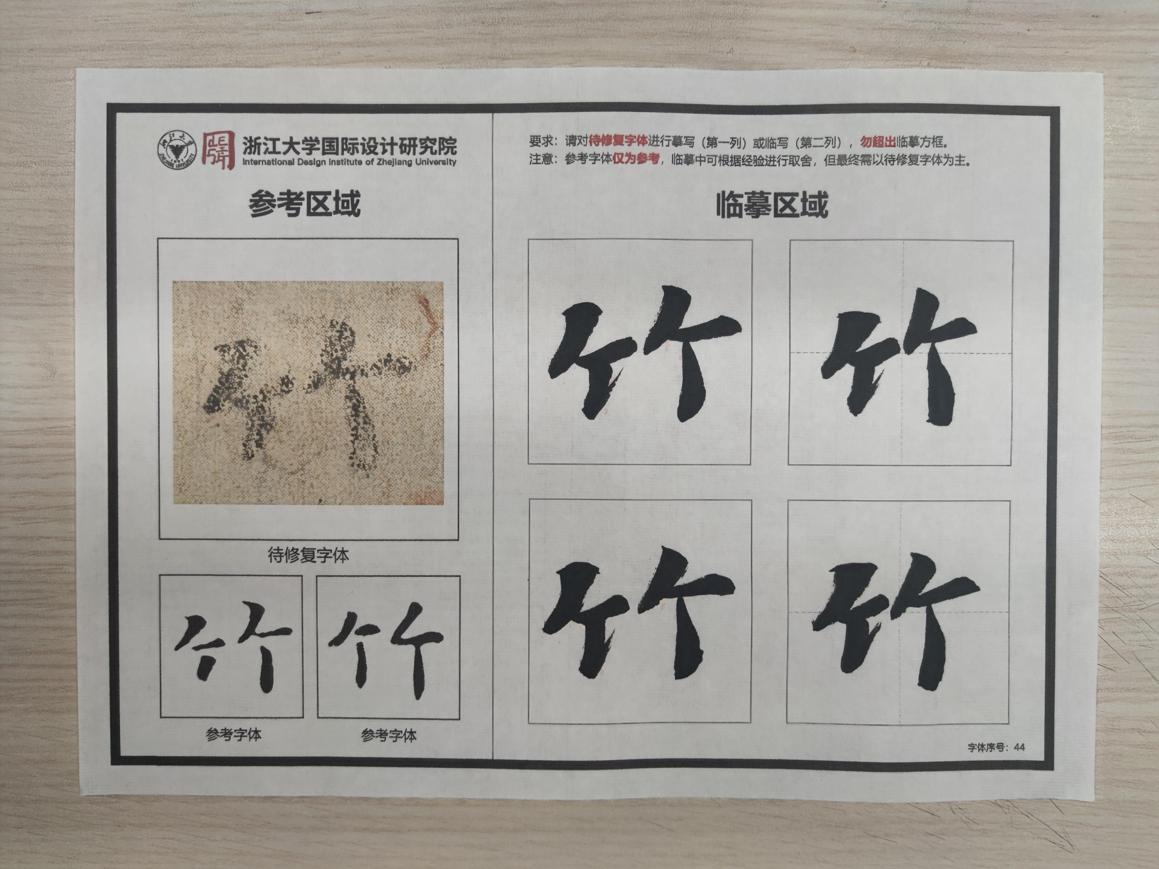 浙江大学国际设计研究院
International Design Institute of Zhejiang University
要求：请对待修复字体进行摹写（第一列）或临写（第二列），勿超出临摹方框。
注意：参考字体仅为参考，临摹中可根据经验进行取舍，但最终需以待修复字体为主。
参考区域
竹
待修复字体
竹 竹
参考字体 参考字体
临摹区域
竹 竹
竹 竹
字体序号：44